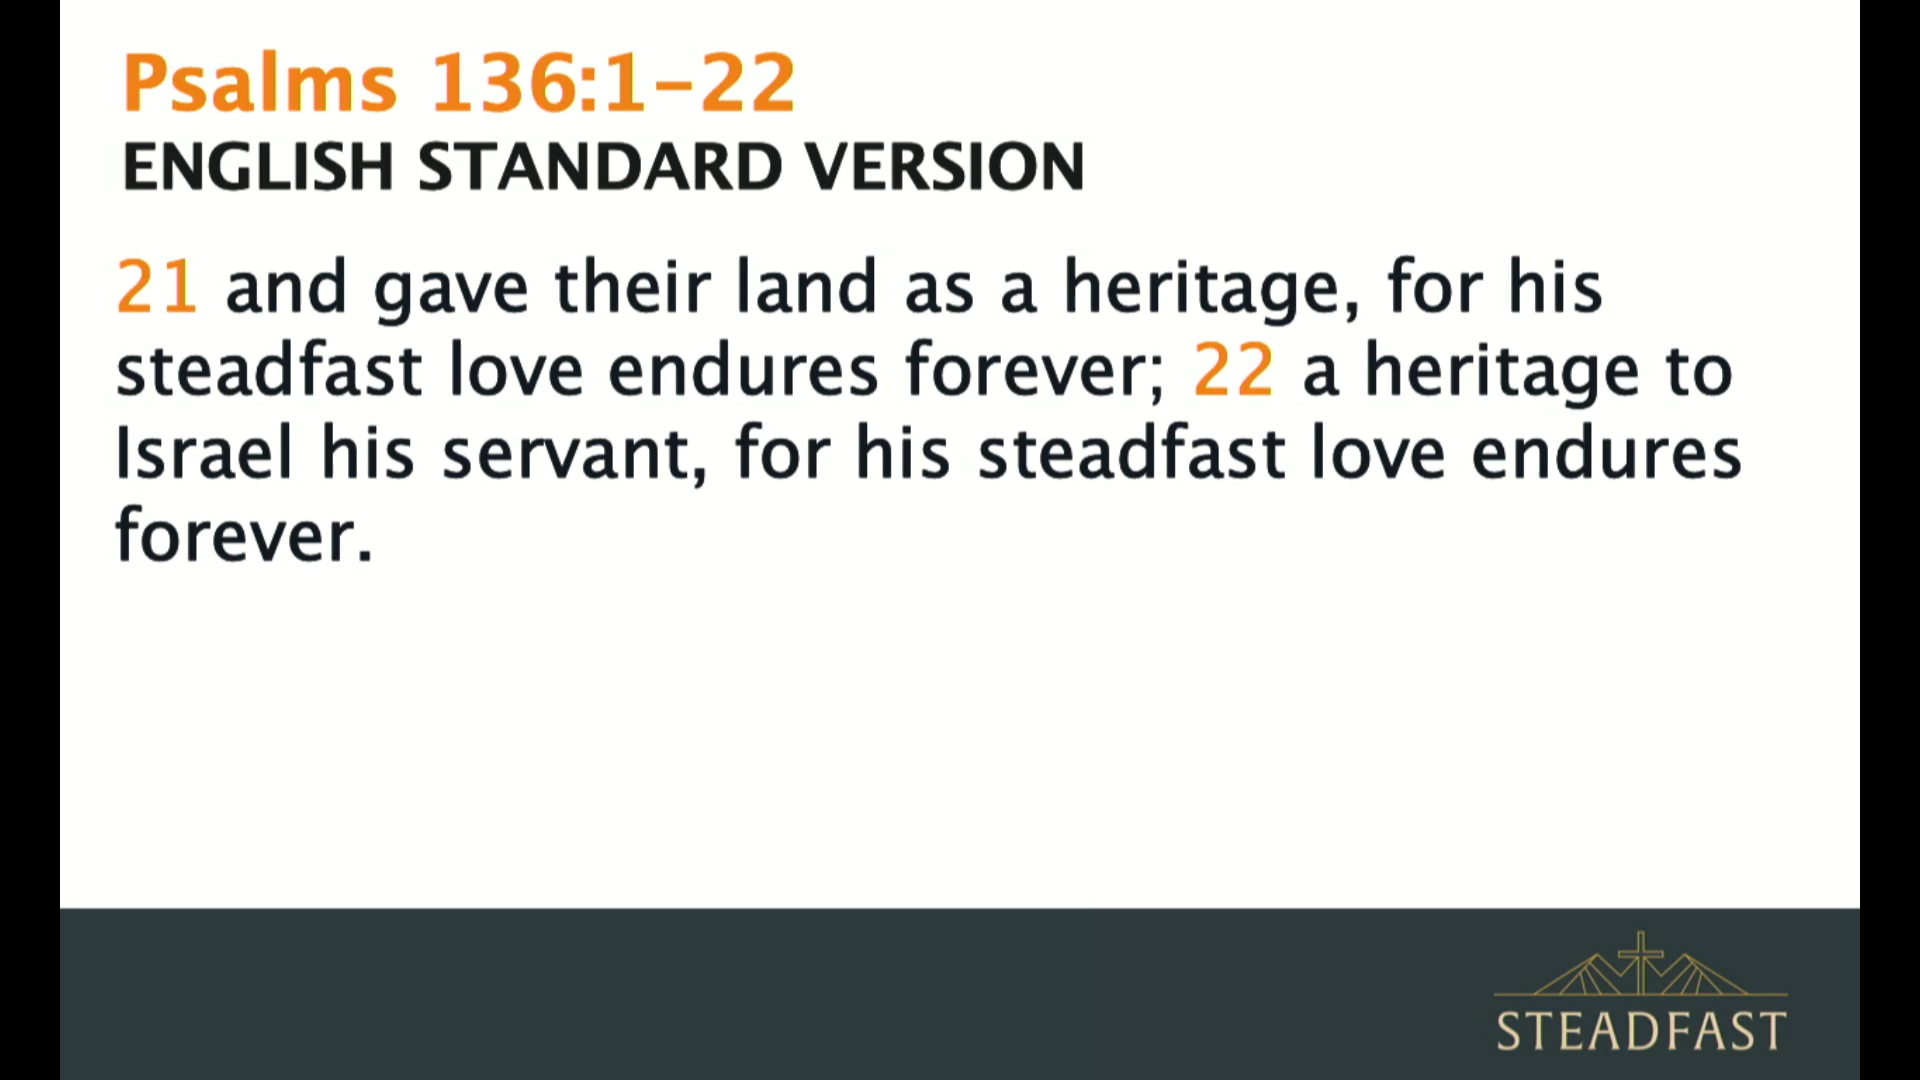 Psalms 136:1–22
ENGLISH STANDARD VERSION
21 and gave their land as a heritage, for his
steadfast love endures forever; 22 a heritage to
Israel his servant, for his steadfast love endures
forever.
STEADFAST